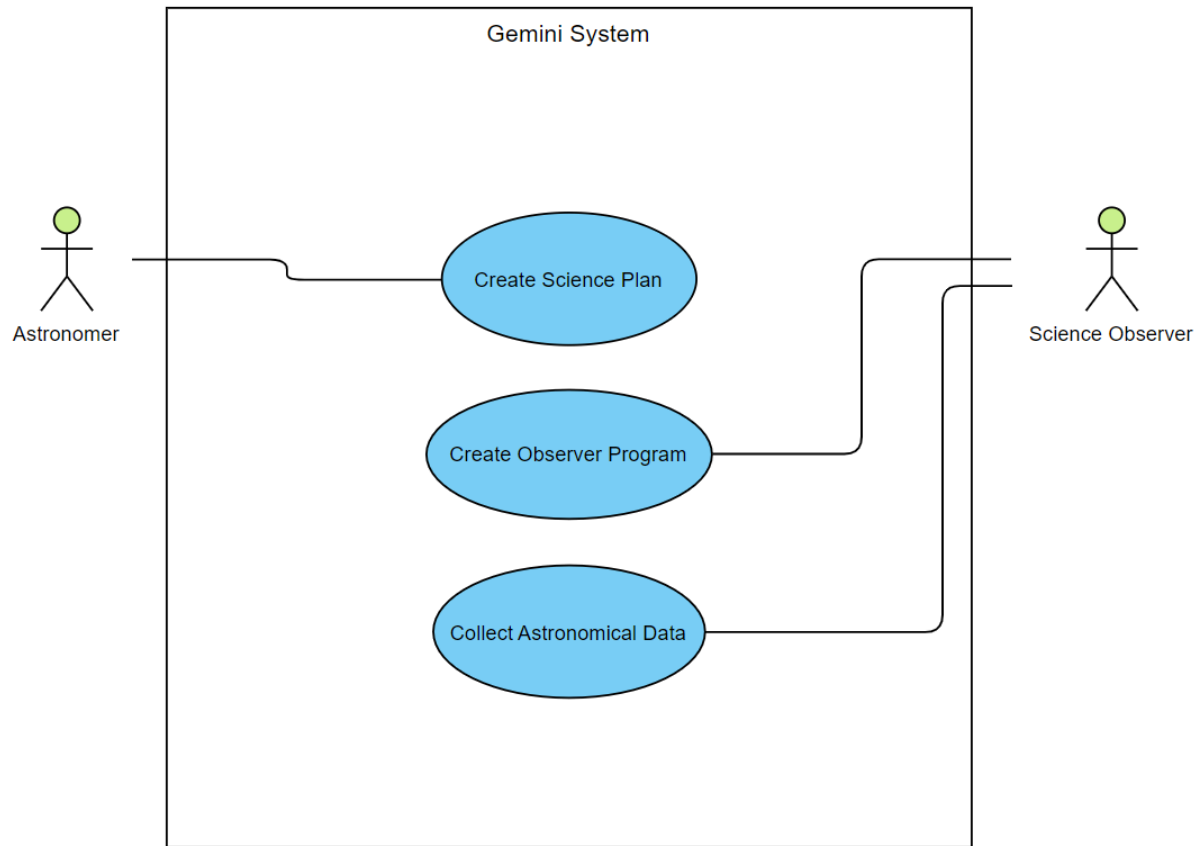 Gemini System
Create Science Plan
Astronomer
Science Observer
Create Observer Program
Collect Astronomical Data